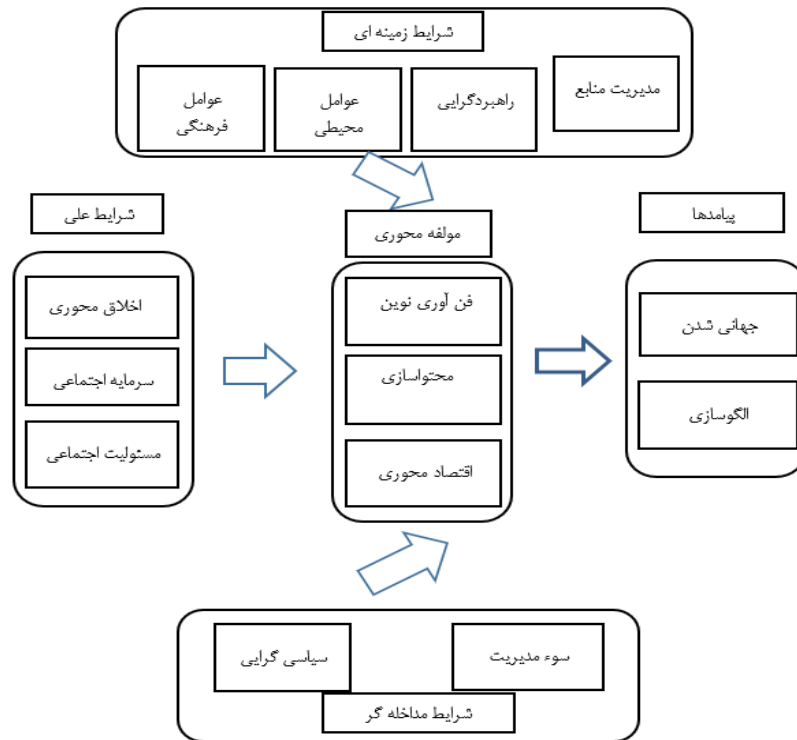 شرایط زمینه ای
مدیریت منابع
راهبردگرایی
عوامل
محیطی
عوامل
فرهنگی
شرایط علی
مولفه محوری
پیامدها
اخلاق محوری
سرمایه اجتماعی
مسئولیت اجتماعی
فن آوری نوین
محتواسازی
اقتصاد محوری
جهانی شدن
الگوسازی
سوء مدیریت
سیاسی گرایی
شرایط مداخله گر